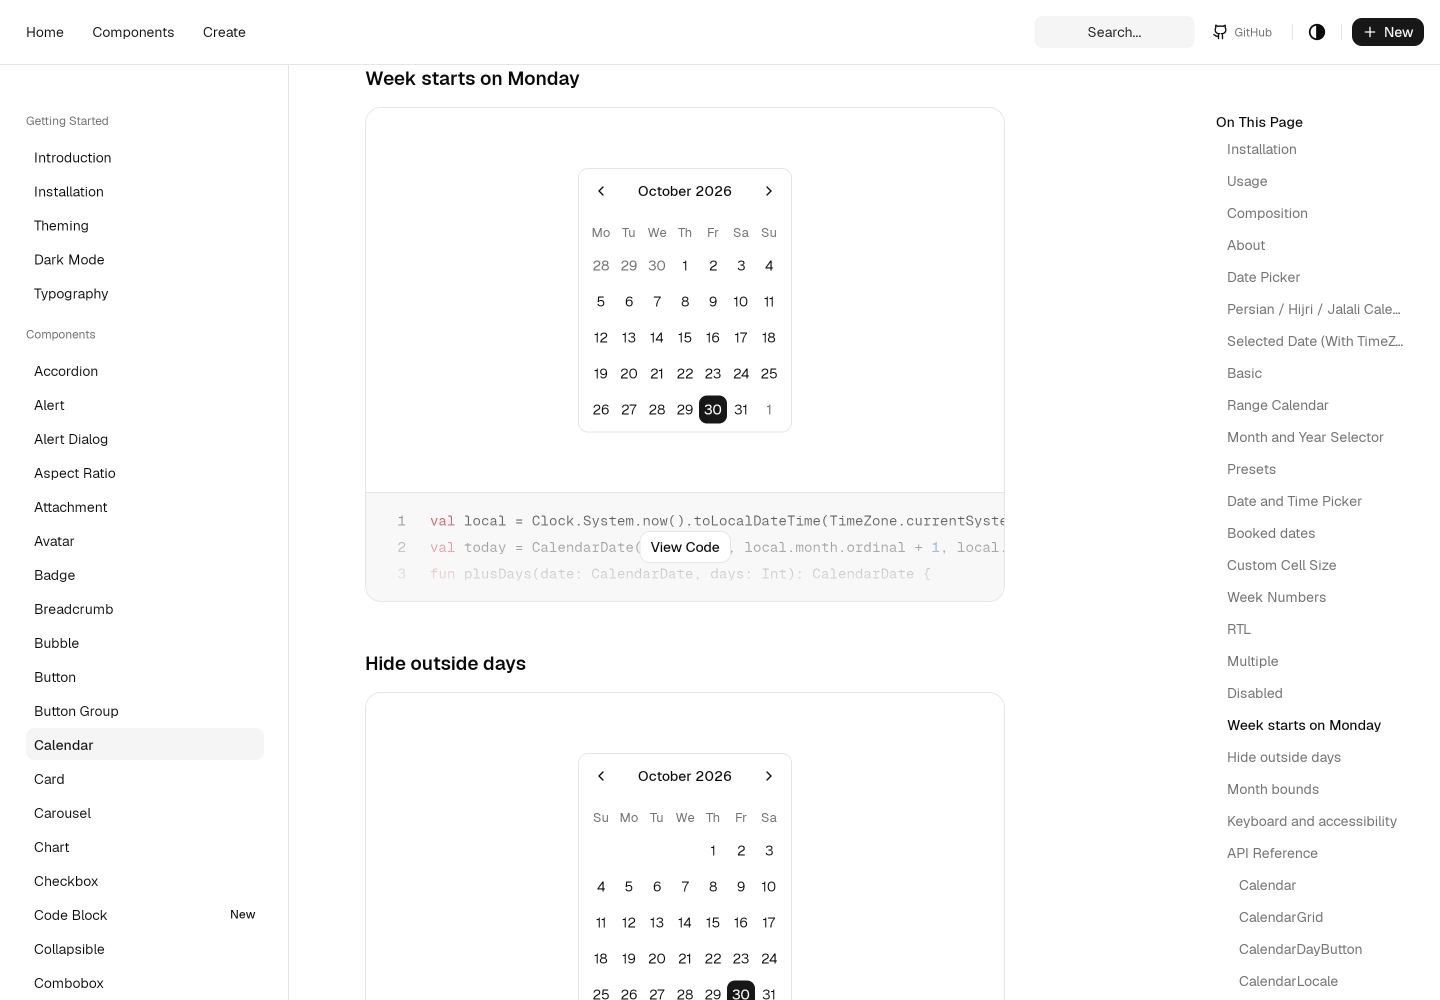 Home Components Create Search... GitHub New
Getting Started
Introduction
Installation
Theming
Dark Mode
Typography
Components
Accordion
Alert
Alert Dialog
Aspect Ratio
Attachment
Avatar
Badge
Breadcrumb
Bubble
Button
Button Group
Calendar
Card
Carousel
Chart
Checkbox
Code Block New
Collapsible
Combobox
Week starts on Monday
October 2026
Mo Tu We Th Fr Sa Su
28 29 30 1 2 3 4
5 6 7 8 9 10 11
12 13 14 15 16 17 18
19 20 21 22 23 24 25
26 27 28 29 30 31 1
1 val local = Clock.System.now().toLocalDateTime(TimeZone.currentSyste
2 val today = CalendarDate( View Code , local.month.ordinal + 1, local.
3 fun plusDays(date: CalendarDate, days: Int): CalendarDate {
Hide outside days
October 2026
Su Mo Tu We Th Fr Sa
1 2 3
4 5 6 7 8 9 10
11 12 13 14 15 16 17
18 19 20 21 22 23 24
25 26 27 28 29 30 31
On This Page
Installation
Usage
Composition
About
Date Picker
Persian / Hijri / Jalali Cale...
Selected Date (With TimeZ...
Basic
Range Calendar
Month and Year Selector
Presets
Date and Time Picker
Booked dates
Custom Cell Size
Week Numbers
RTL
Multiple
Disabled
Week starts on Monday
Hide outside days
Month bounds
Keyboard and accessibility
API Reference
Calendar
CalendarGrid
CalendarDayButton
CalendarLocale